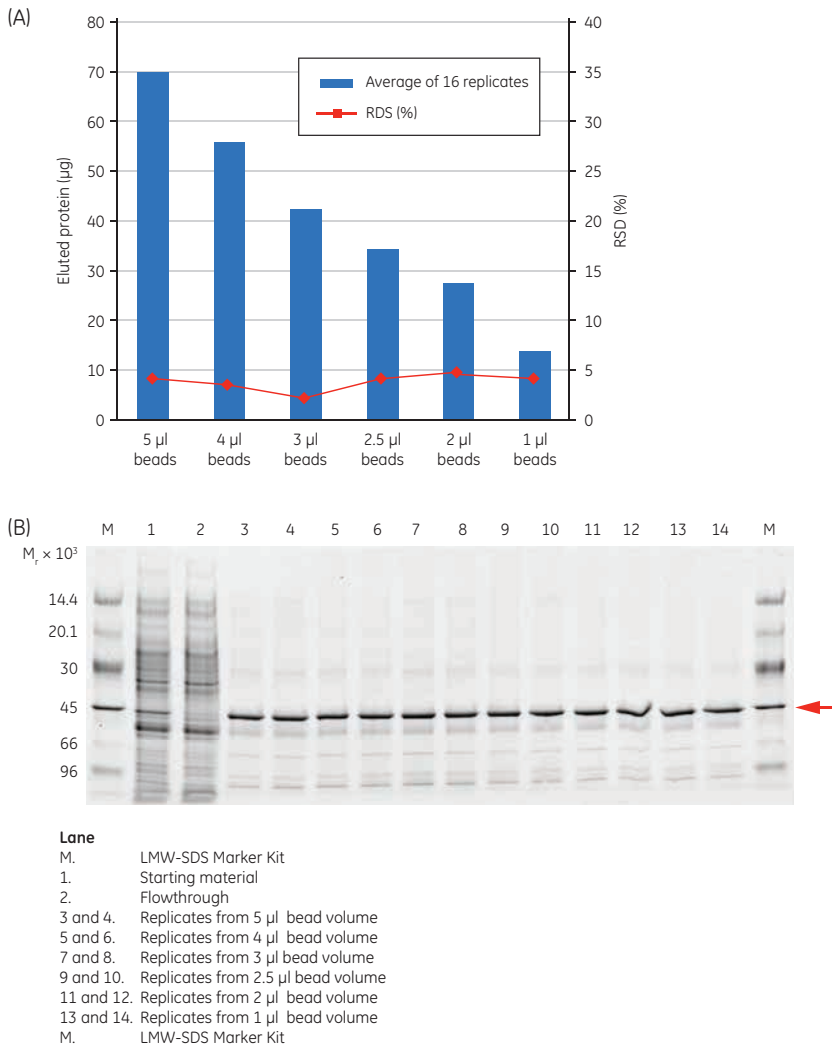 (A)
80
70
60
50
40
30
20
10
0
Eluted protein (µg)
40
35
30
25
20
15
10
5
0
RSD (%)
Average of 16 replicates
RDS (%)
5 µl beads
4 µl beads
3 µl beads
2.5 µl beads
2 µl beads
1 µl beads
(B)
M 1 2 3 4 5 6 7 8 9 10 11 12 13 14 M
Mr × 10³
14.4
20.1
30
45
66
96
Lane
M. LMW-SDS Marker Kit
1. Starting material
2. Flowthrough
3 and 4. Replicates from 5 µl bead volume
5 and 6. Replicates from 4 µl bead volume
7 and 8. Replicates from 3 µl bead volume
9 and 10. Replicates from 2.5 µl bead volume
11 and 12. Replicates from 2 µl bead volume
13 and 14. Replicates from 1 µl bead volume
M. LMW-SDS Marker Kit